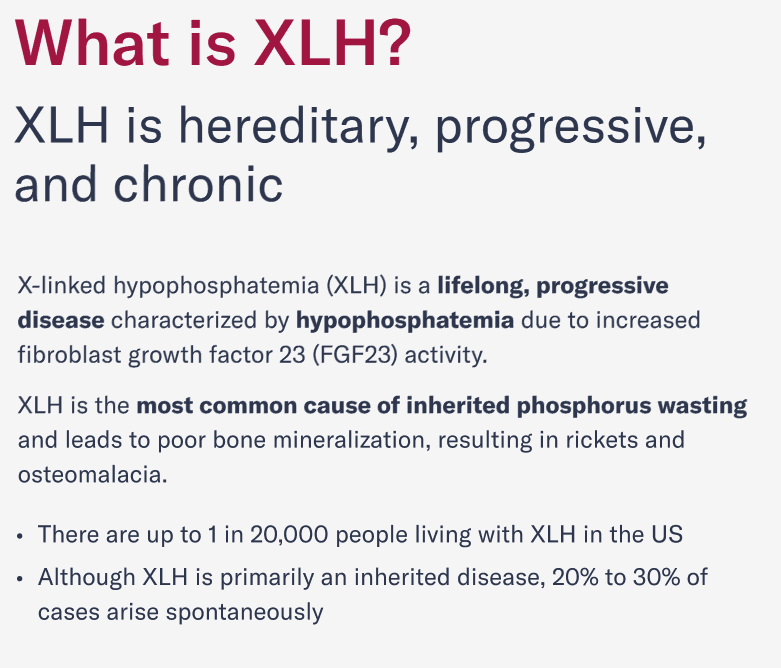 What is XLH?
XLH is hereditary, progressive,
and chronic
X-linked hypophosphatemia (XLH) is a lifelong, progressive
disease characterized by hypophosphatemia due to increased
fibroblast growth factor 23 (FGF23) activity.
XLH is the most common cause of inherited phosphorus wasting
and leads to poor bone mineralization, resulting in rickets and
osteomalacia.
• There are up to 1 in 20,000 people living with XLH in the US
• Although XLH is primarily an inherited disease, 20% to 30% of
cases arise spontaneously